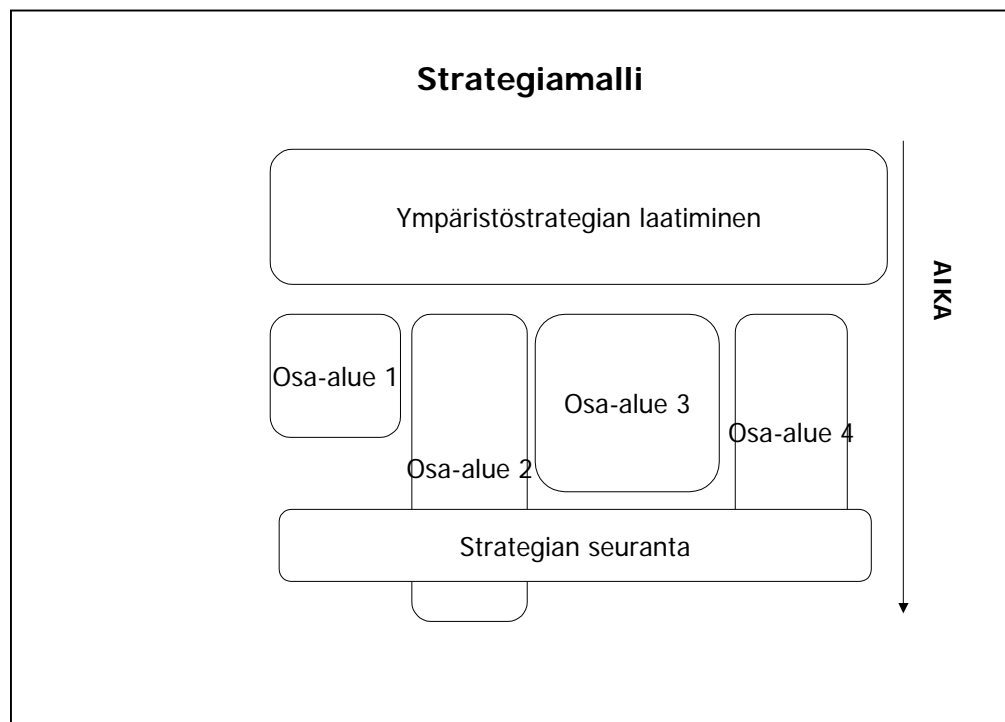 Strategiamalli
Ympäristöstrategian laatiminen
AIKA
Osa-alue 1
Osa-alue 2
Osa-alue 3
Osa-alue 4
Strategian seuranta